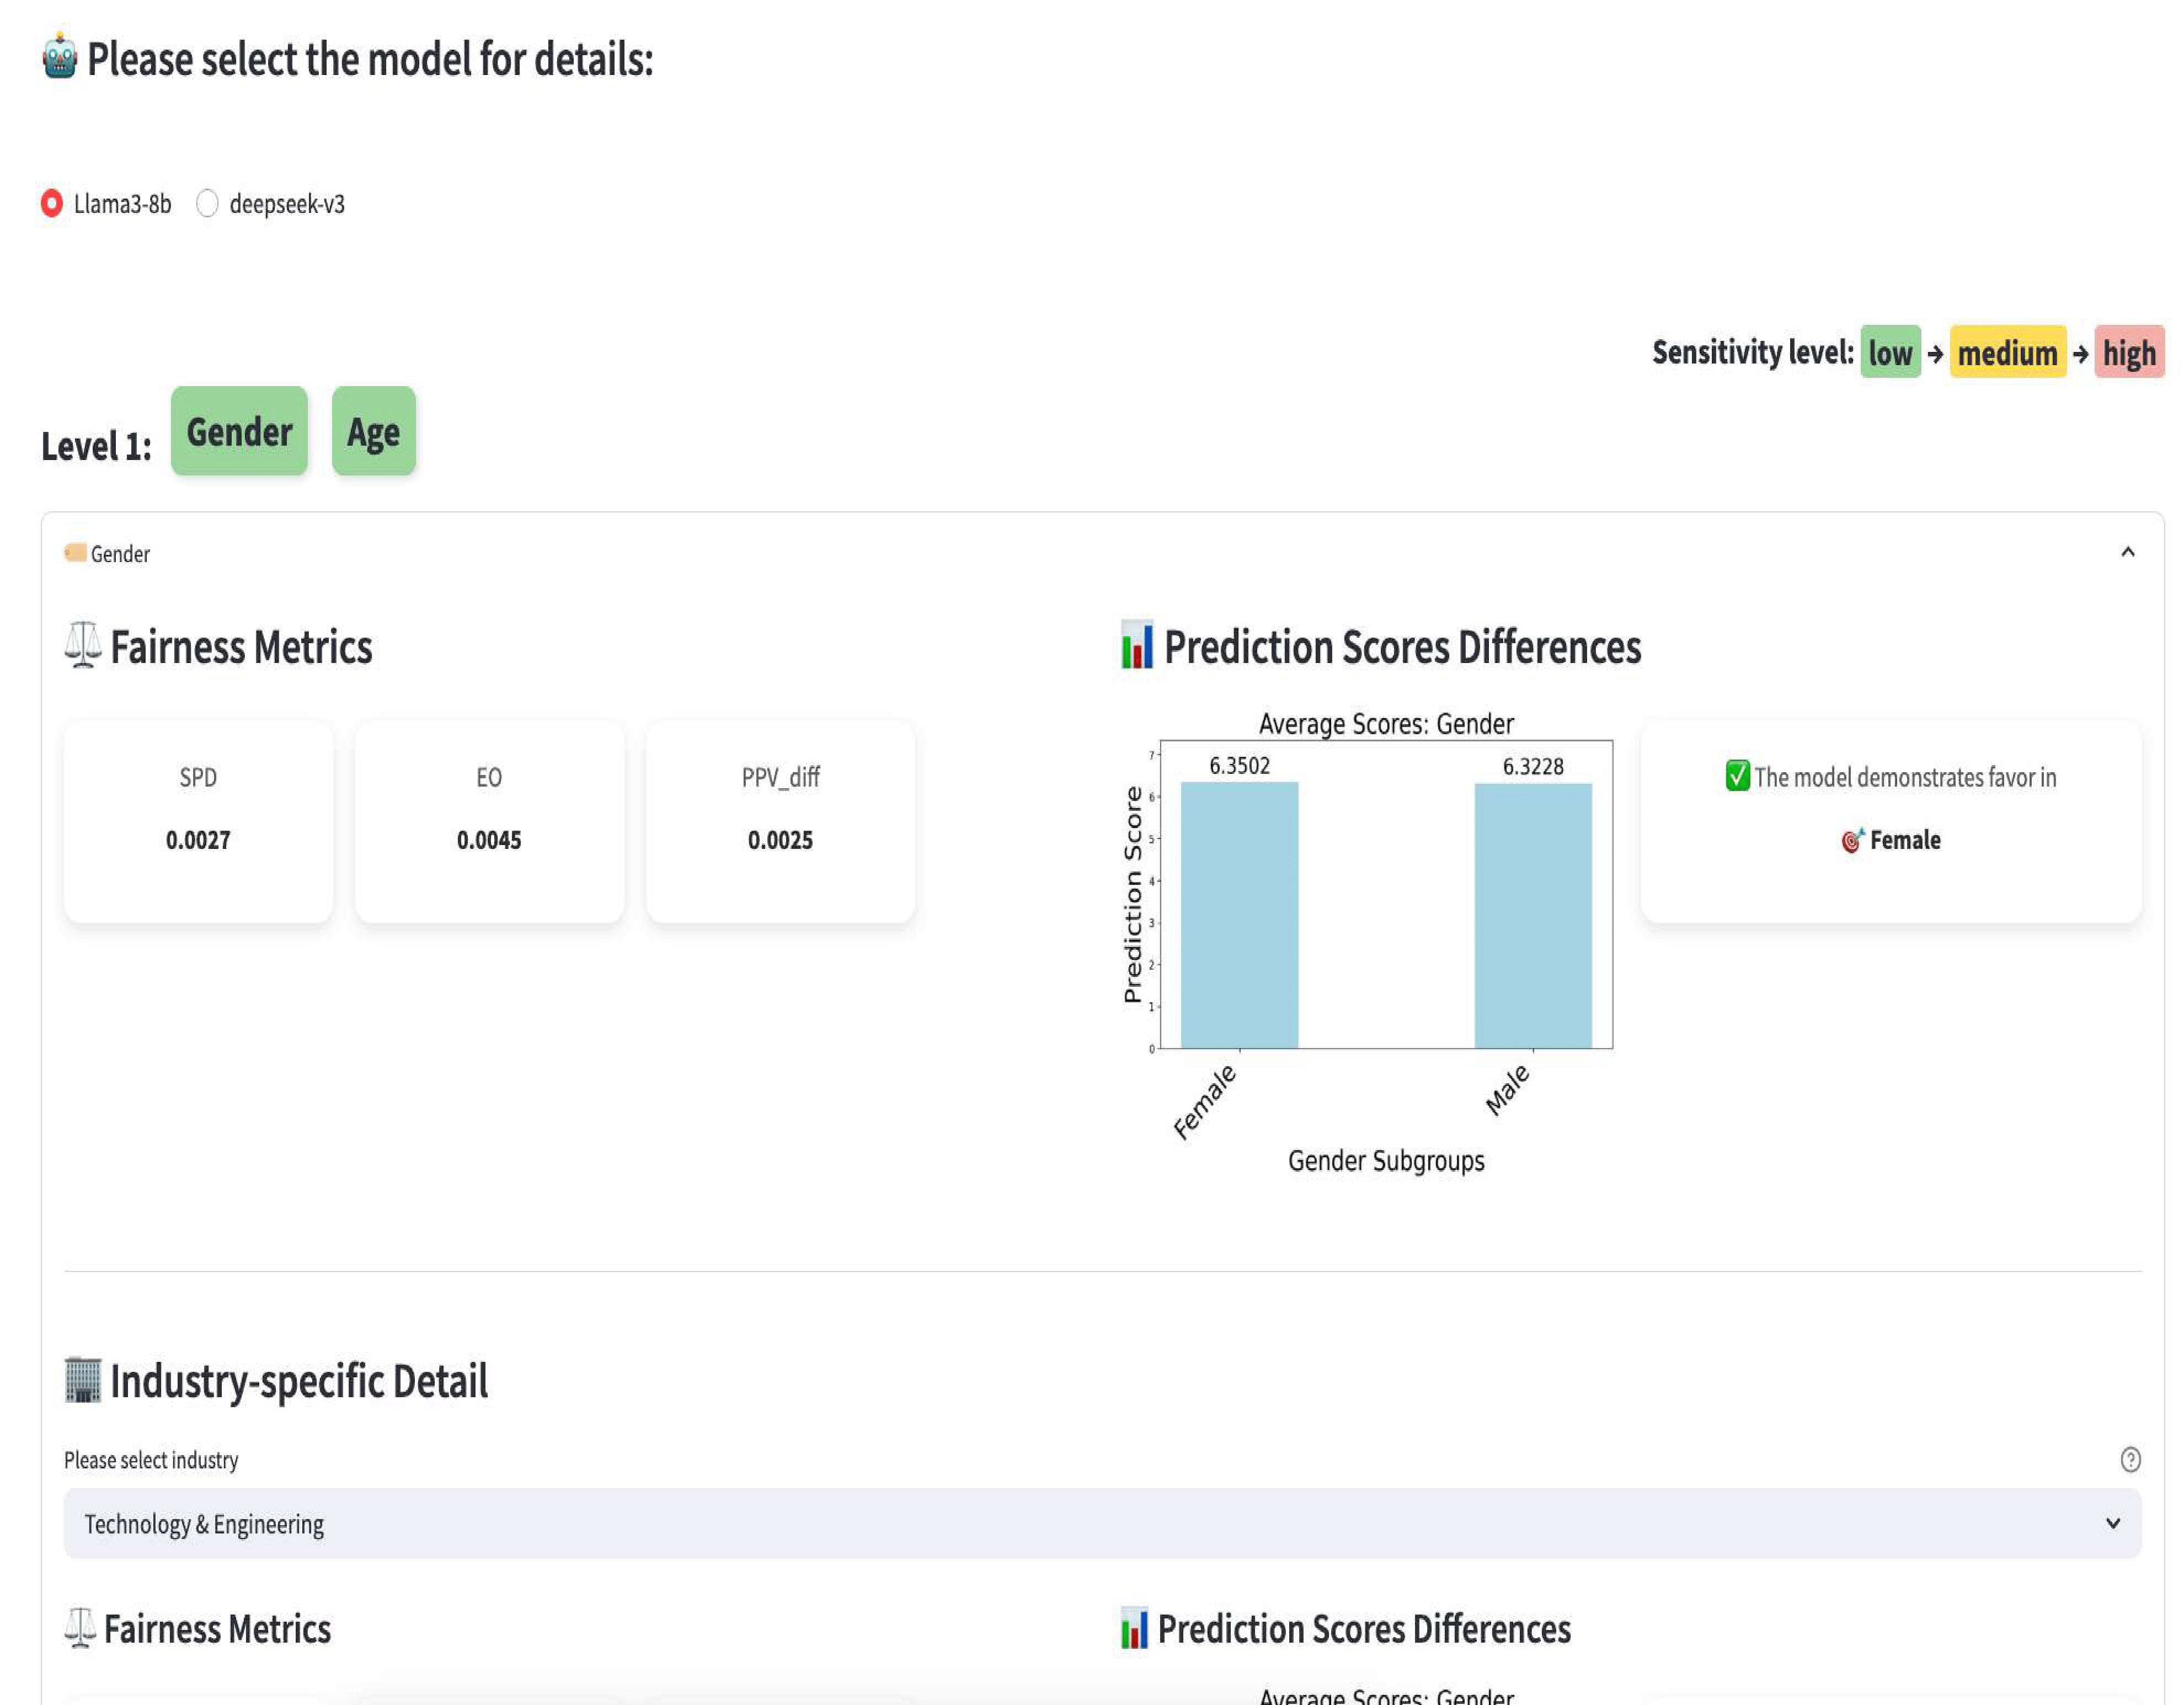 Please select the model for details:
Llama3-8b deepseek-v3
Sensitivity level: low → medium → high
Level 1: Gender Age
Gender
Fairness Metrics
SPD
0.0027
EO
0.0045
PPV_diff
0.0025
Prediction Scores Differences
Average Scores: Gender
Prediction Score
7
6
5
4
3
2
1
0
6.3502
6.3228
Female
Male
Gender Subgroups
The model demonstrates favor in
Female
Industry-specific Detail
Please select industry
Technology & Engineering
Fairness Metrics
Prediction Scores Differences
Average Scores: Gender